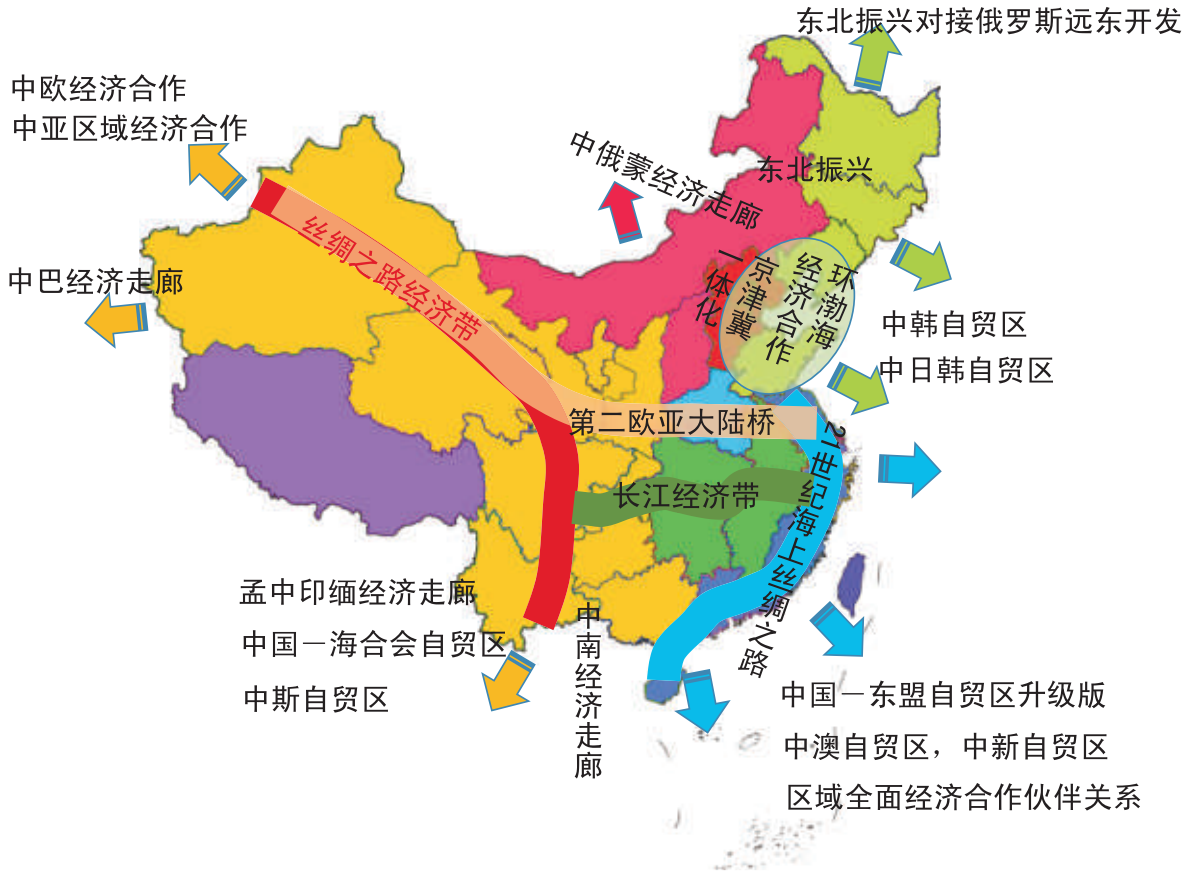 东北振兴对接俄罗斯远东开发
中欧经济合作
中亚区域经济合作
中俄蒙经济走廊
东北振兴
中巴经济走廊
丝绸之路经济带
京津冀
一体化
环渤海
经济合作
中韩自贸区
中日韩自贸区
第二欧亚大陆桥
21世纪海上丝绸之路
长江经济带
孟中印缅经济走廊
中国－海合会自贸区
中斯自贸区
中南经济走廊
中国－东盟自贸区升级版
中澳自贸区，中新自贸区
区域全面经济合作伙伴关系